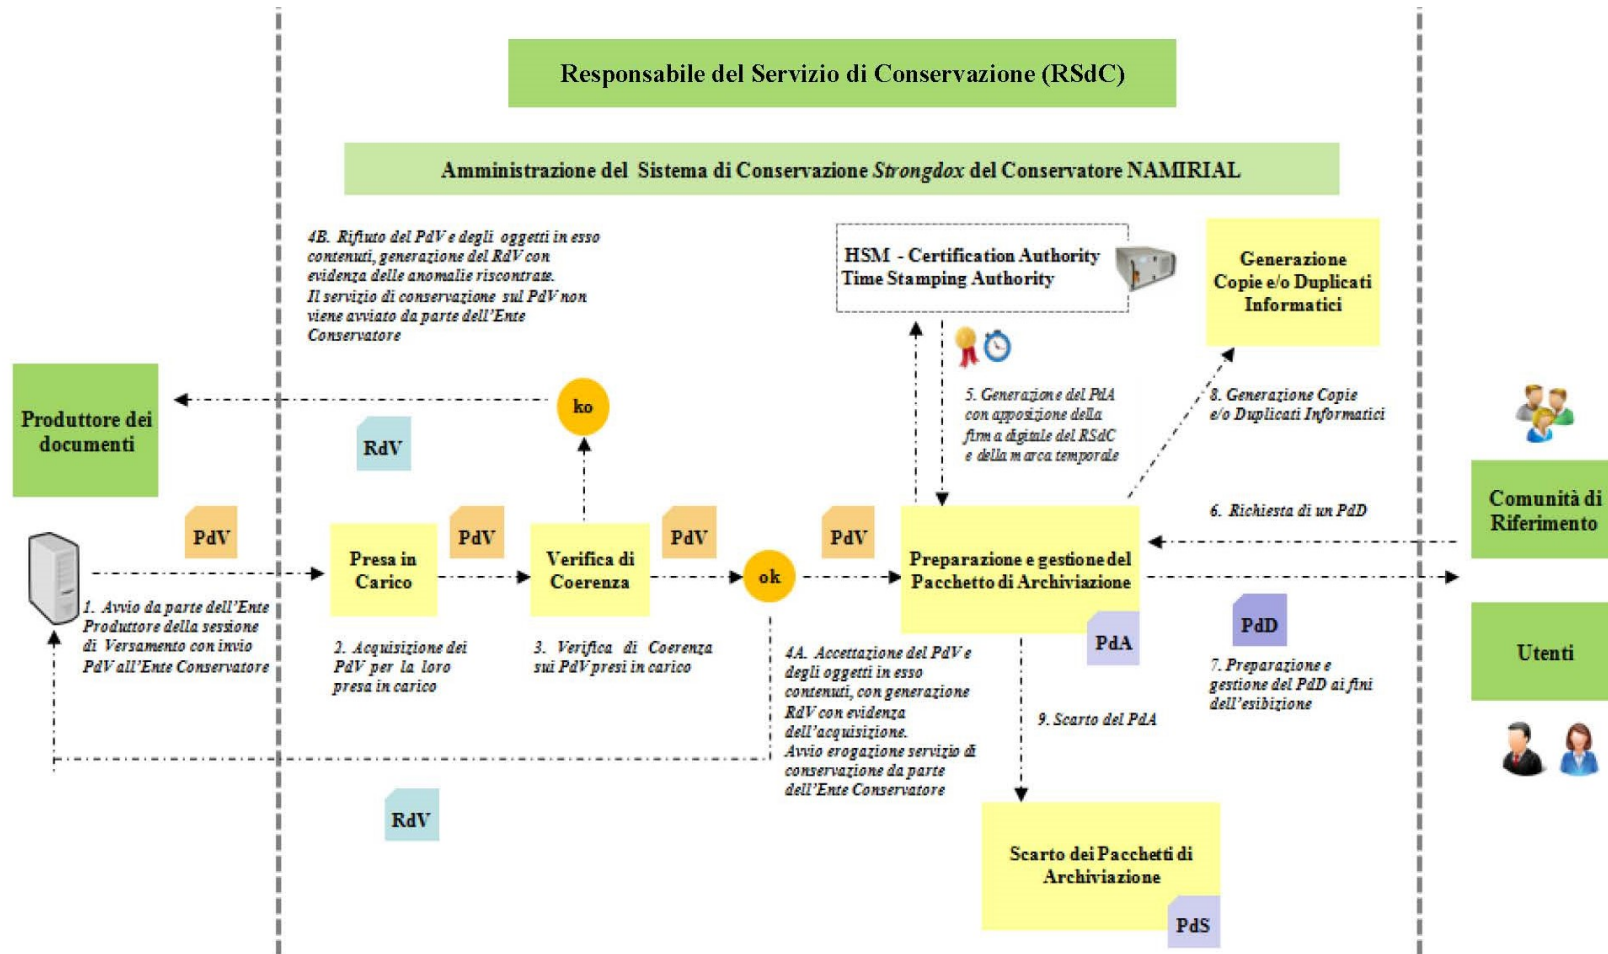 Responsabile del Servizio di Conservazione (RSdC)
Amministrazione del Sistema di Conservazione Strongdox del Conservatore NAMIRIAL
4B. Rifiuto del PdV e degli oggetti in esso
contenuti, generazione del RdV con
evidenza delle anomalie riscontrate.
Il servizio di conservazione sul PdV non
viene avviato da parte dell'Ente
Conservatore
HSM - Certification Authority
Time Stamping Authority
Generazione
Copie e/o Duplicati
Informatici
Produttore dei
documenti
ko
RdV
5. Generazione del PdA
con apposizione della
firma digitale del RSdC
e della marca temporale
8. Generazione Copie
e/o Duplicati Informatici
Comunità di
Riferimento
6. Richiesta di un PdD
PdV
PdV
PdV
PdV
Presa in
Carico
Verifica di
Coerenza
ok
Preparazione e gestione del
Pacchetto di Archiviazione
PdA
PdD
Utenti
1. Avvio da parte dell'Ente
Produttore della sessione
di Versamento con invio
PdV all'Ente Conservatore
2. Acquisizione dei
PdV per la loro
presa in carico
3. Verifica di Coerenza
sui PdV presi in carico
4A. Accettazione del PdV e
degli oggetti in esso
contenuti, con generazione
RdV con evidenza
dell'acquisizione.
Avvio erogazione servizio di
conservazione da parte
dell'Ente Conservatore
7. Preparazione e
gestione del PdD ai fini
dell'esibizione
9. Scarto del PdA
RdV
Scarto dei Pacchetti di
Archiviazione
PdS